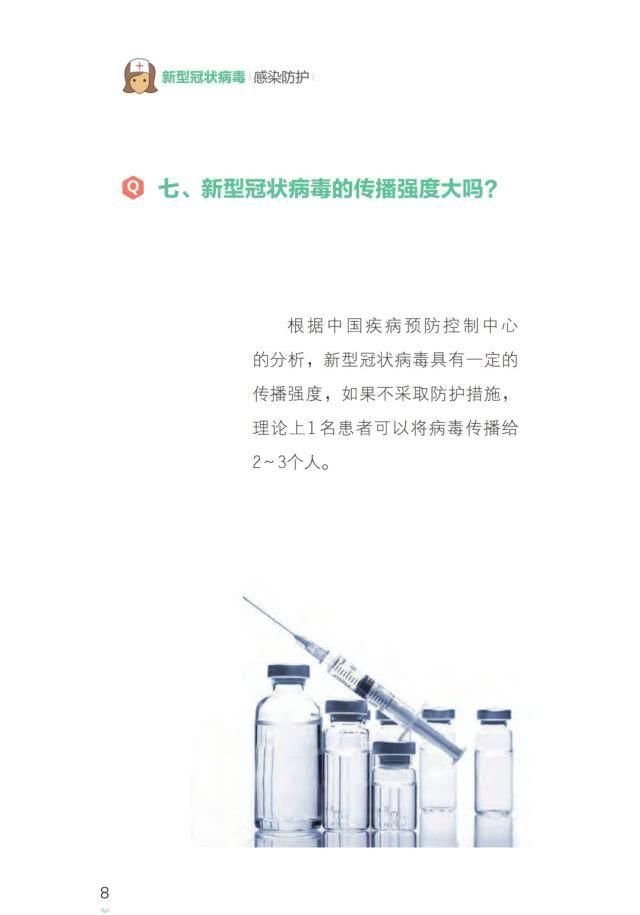 新型冠状病毒 感染防护
Q 七、新型冠状病毒的传播强度大吗?
根据中国疾病预防控制中心
的分析，新型冠状病毒具有一定的
传播强度，如果不采取防护措施，
理论上1名患者可以将病毒传播给
2~3个人。
8